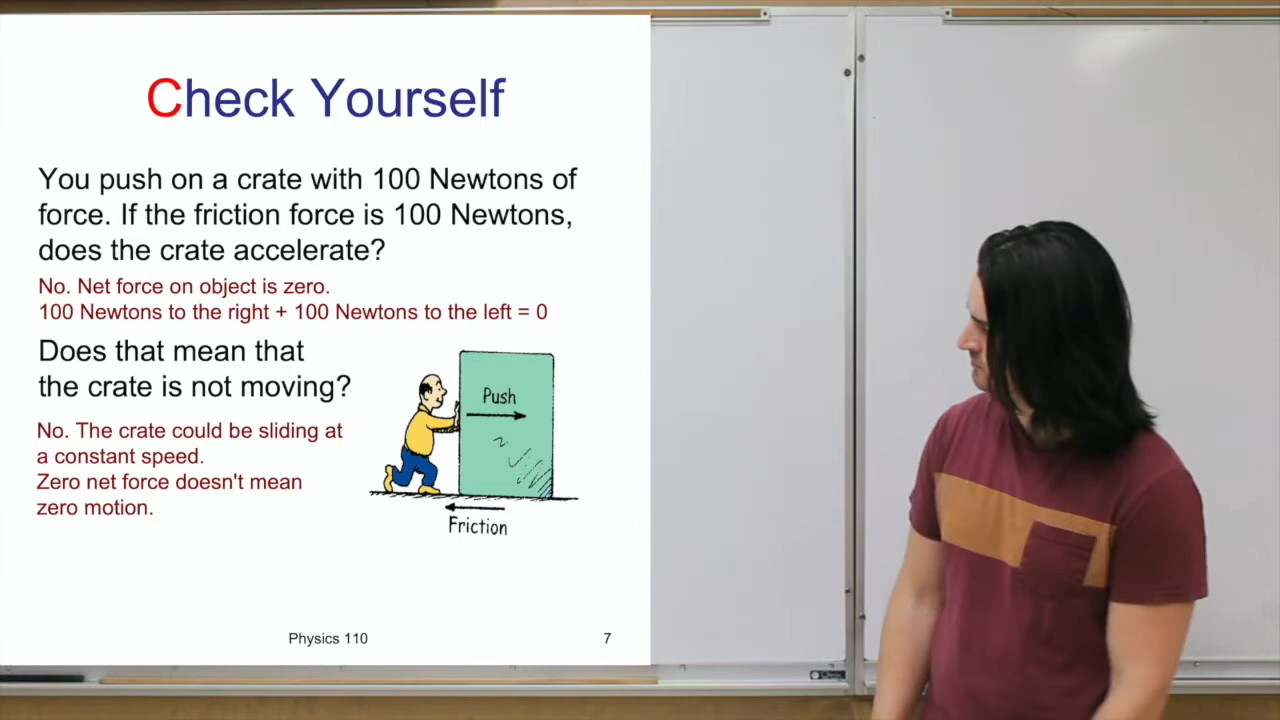 Check Yourself
You push on a crate with 100 Newtons of
force. If the friction force is 100 Newtons,
does the crate accelerate?
No. Net force on object is zero.
100 Newtons to the right + 100 Newtons to the left = 0
Does that mean that
the crate is not moving?
No. The crate could be sliding at
a constant speed.
Zero net force doesn't mean
zero motion.
Push
Friction
Physics 110
7